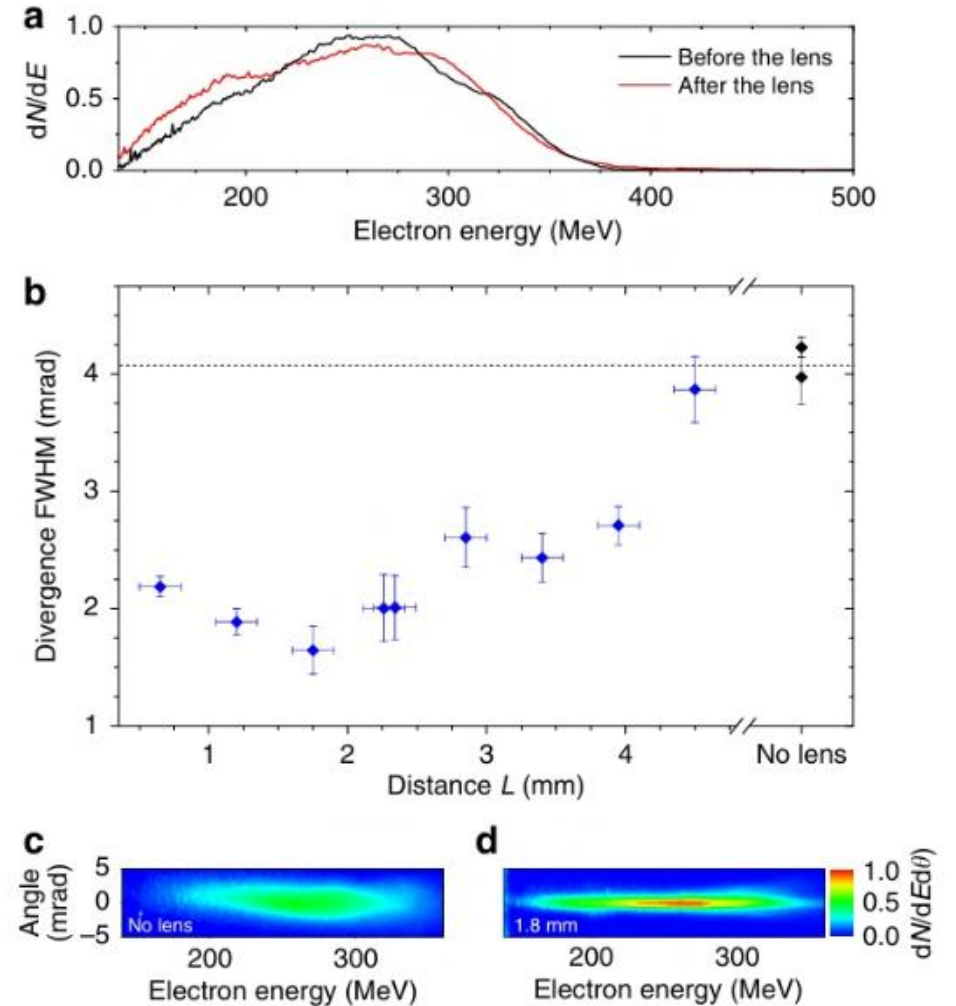 a
1.0
0.5
0.0
dN/dE
Before the lens
After the lens
200 300 400 500
Electron energy (MeV)
b
4
3
2
1
Divergence FWHM (mrad)
1 2 3 4 No lens
Distance L (mm)
c
5
0
−5
Angle
(mrad)
No lens
200 300
Electron energy (MeV)
d
1.8 mm
200 300
Electron energy (MeV)
1.0
0.5
0.0
dN/dEdθ)